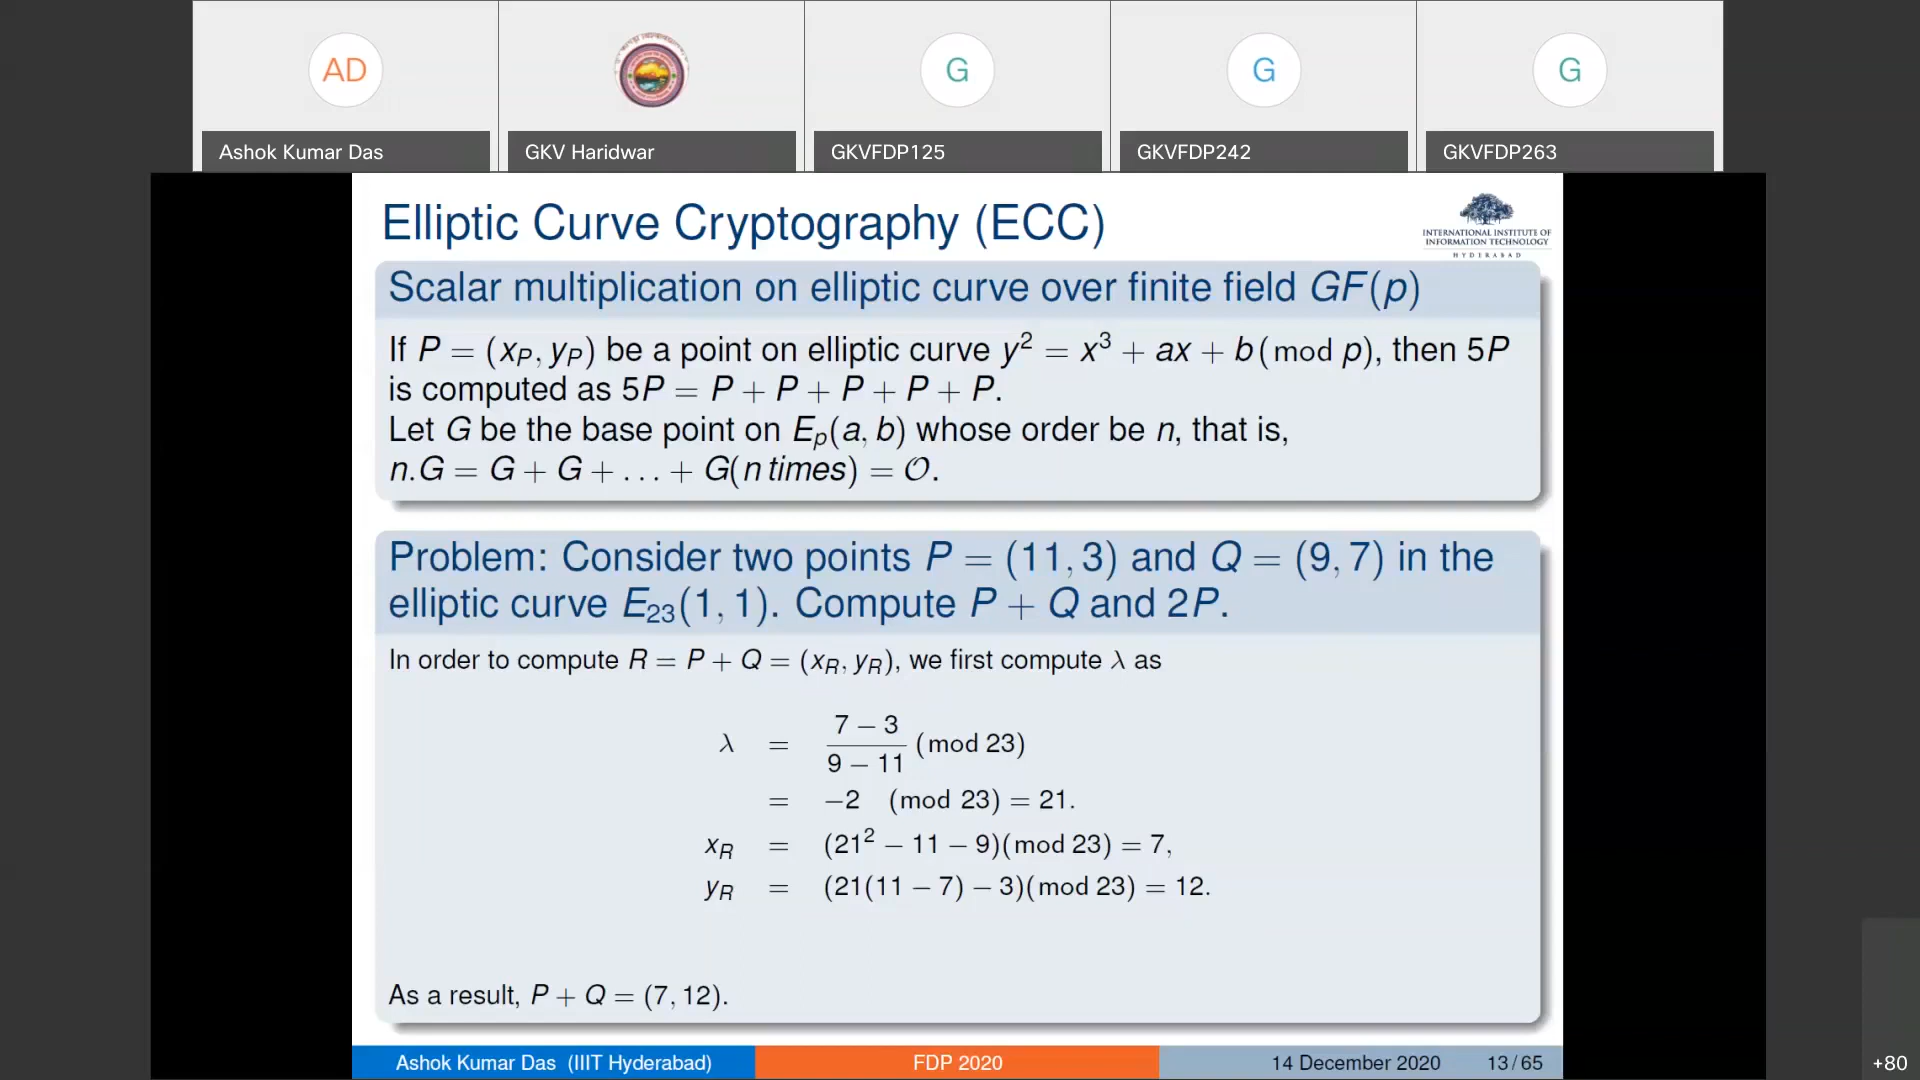 AD
G
G
G
Ashok Kumar Das
GKV Haridwar
GKVFDP125
GKVFDP242
GKVFDP263
Elliptic Curve Cryptography (ECC)
INTERNATIONAL INSTITUTE OF
INFORMATION TECHNOLOGY
HYDERABAD
Scalar multiplication on elliptic curve over finite field GF(p)
If P = (x_P, y_P) be a point on elliptic curve y² = x³ + ax + b (mod p), then 5P
is computed as 5P = P + P + P + P + P.
Let G be the base point on E_p(a, b) whose order be n, that is,
n.G = G + G + . . . + G(n times) = 𝒪.
Problem: Consider two points P = (11, 3) and Q = (9, 7) in the
elliptic curve E₂₃(1, 1). Compute P + Q and 2P.
In order to compute R = P + Q = (x_R, y_R), we first compute λ as
λ = (7 − 3)/(9 − 11) (mod 23)
= −2 (mod 23) = 21.
x_R = (21² − 11 − 9)(mod 23) = 7,
y_R = (21(11 − 7) − 3)(mod 23) = 12.
As a result, P + Q = (7, 12).
Ashok Kumar Das (IIIT Hyderabad)
FDP 2020
14 December 2020
13 / 65
+80